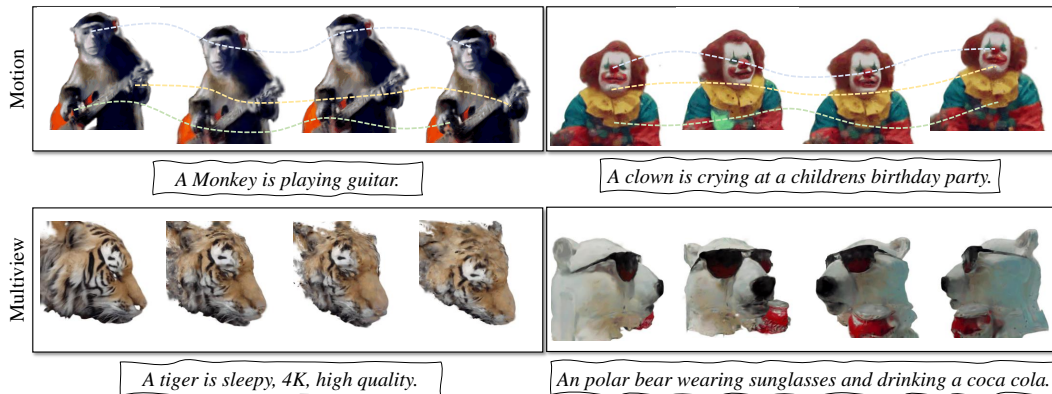 Motion
A Monkey is playing guitar.
A clown is crying at a childrens birthday party.
Multiview
A tiger is sleepy, 4K, high quality.
An polar bear wearing sunglasses and drinking a coca cola.